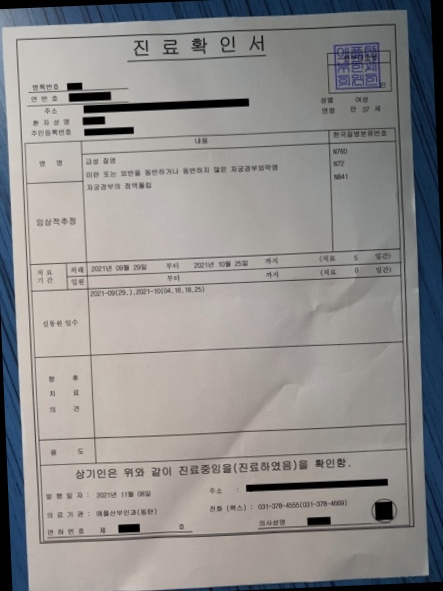 진 료 확 인 서
병록번호
연 번 호
주소
성별 여성
환 자 성 명
연령 만 37 세
주민등록번호
내용
한국질병분류번호
병 명
급성 질염
미란 또는 외반을 동반하거나 동반하지 않은 자궁경부의염증
자궁경부의 점액폴립
N760
N72
N841
임상적추정
치료 기간
외래 2021년 09월 29일 부터 2021년 10월 25일 까지 (치료 5 일간)
입원 부터 까지 (치료 0 일간)
실통원 일수
2021-09(29,),2021-10(04,16,18,25)
향 후
치 료
의 견
용 도
상기인은 위와 같이 진료중임을(진료하였음)을 확인함.
발 행 일 자 : 2021년 11월 08일
주소 :
의 료 기 관 : 애플산부인과(동탄)
전화 (팩스) : 031-378-4555(031-378-4669)
면 허 번 호 제 호
의사성명